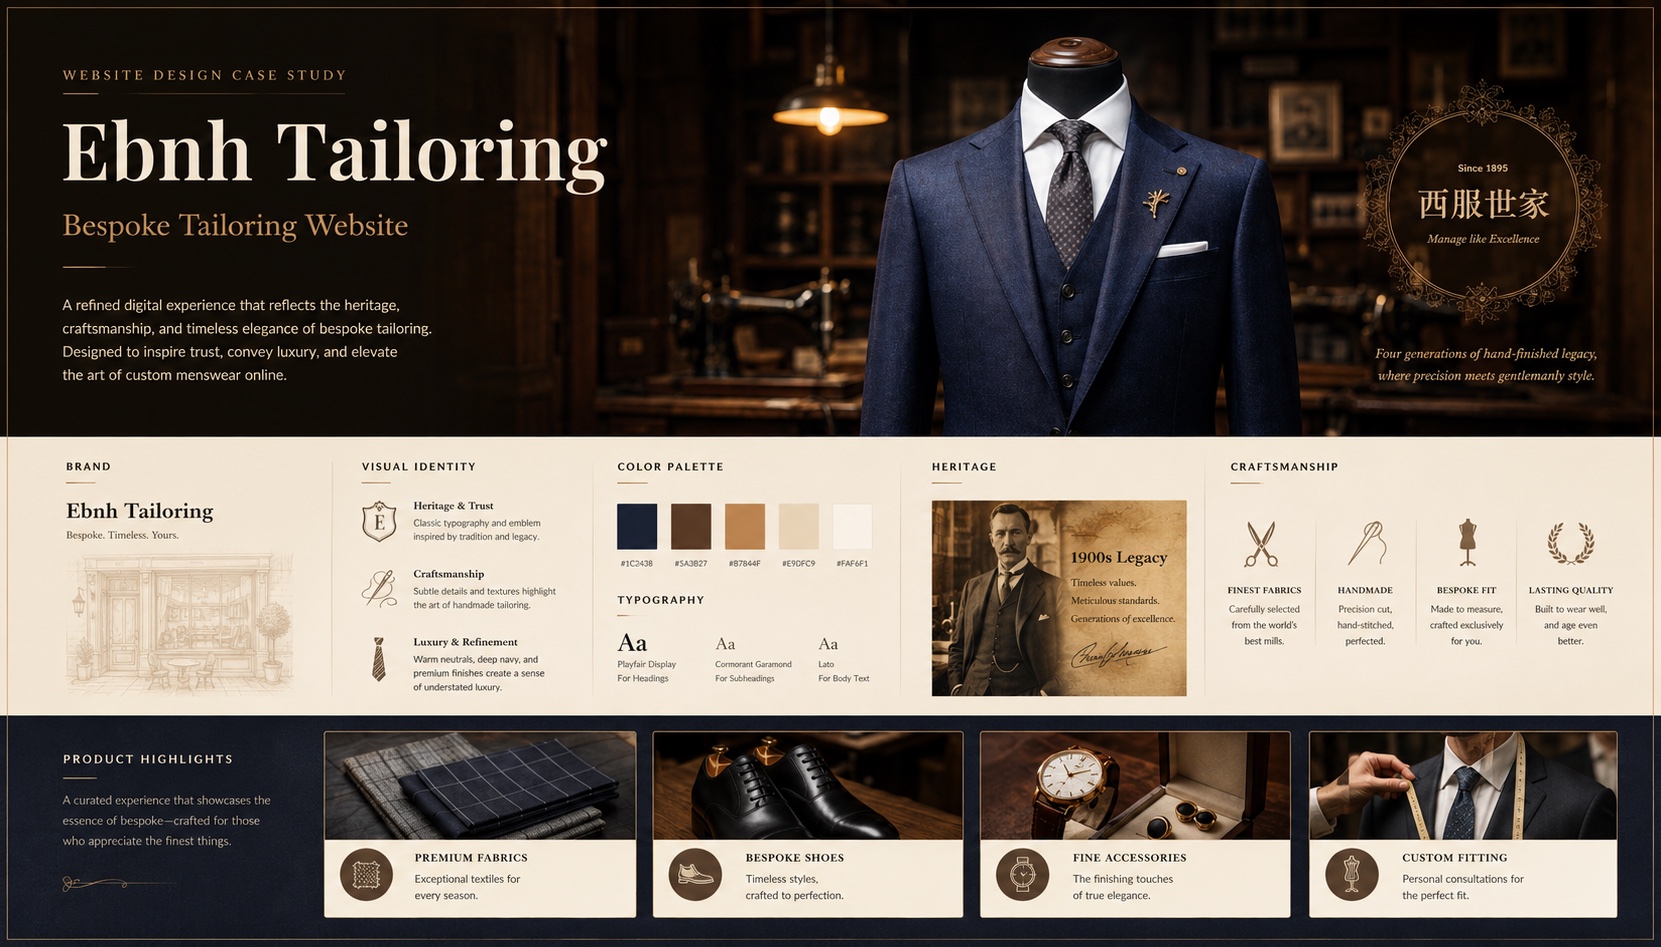 WEBSITE DESIGN CASE STUDY
Ebnh Tailoring
Bespoke Tailoring Website
A refined digital experience that reflects the heritage,
craftsmanship, and timeless elegance of bespoke tailoring.
Designed to inspire trust, convey luxury, and elevate
the art of custom menswear online.
Since 1895
西服世家
Manage like Excellence
Four generations of hand-finished legacy,
where precision meets gentlemanly style.
BRAND
Ebnh Tailoring
Bespoke. Timeless. Yours.
VISUAL IDENTITY
E
Heritage & Trust
Classic typography and emblem
inspired by tradition and legacy.
Craftsmanship
Subtle details and textures highlight
the art of handmade tailoring.
Luxury & Refinement
Warm neutrals, deep navy, and
premium finishes create a sense
of understated luxury.
COLOR PALETTE
#1C2438
#5A3B27
#B7844F
#E9DFC9
#FAF6F1
TYPOGRAPHY
Aa
Playfair Display
For Headings
Aa
Cormorant Garamond
For Subheadings
Aa
Lato
For Body Text
HERITAGE
1900s Legacy
Timeless values.
Meticulous standards.
Generations of excellence.
CRAFTSMANSHIP
FINEST FABRICS
Carefully selected
from the world's
best mills.
HANDMADE
Precision cut,
hand-stitched,
perfected.
BESPOKE FIT
Made to measure,
crafted exclusively
for you.
LASTING QUALITY
Built to wear well,
and age even
better.
PRODUCT HIGHLIGHTS
A curated experience that showcases the
essence of bespoke—crafted for those
who appreciate the finest things.
PREMIUM FABRICS
Exceptional textiles for
every season.
BESPOKE SHOES
Timeless styles,
crafted to perfection.
FINE ACCESSORIES
The finishing touches
of true elegance.
CUSTOM FITTING
Personal consultations for
the perfect fit.